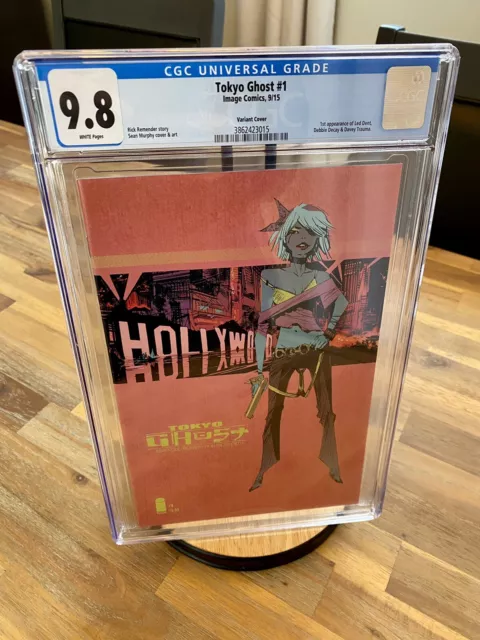 CGC UNIVERSAL GRADE
9.8
WHITE Pages
Tokyo Ghost #1
Image Comics, 9/15
Variant Cover
3862423015
Rick Remender story
Sean Murphy cover & art
1st appearance of Led Dent,
Debbie Decay & Davey Trauma
HOLLYWOOD
TOKYO
GHOST